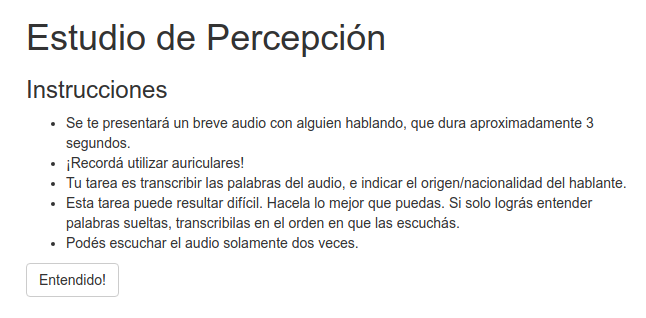 Estudio de Percepción
Instrucciones
• Se te presentará un breve audio con alguien hablando, que dura aproximadamente 3
segundos.
• ¡Recordá utilizar auriculares!
• Tu tarea es transcribir las palabras del audio, e indicar el origen/nacionalidad del hablante.
• Esta tarea puede resultar difícil. Hacela lo mejor que puedas. Si solo lográs entender
palabras sueltas, transcribilas en el orden en que las escuchás.
• Podés escuchar el audio solamente dos veces.
Entendido!